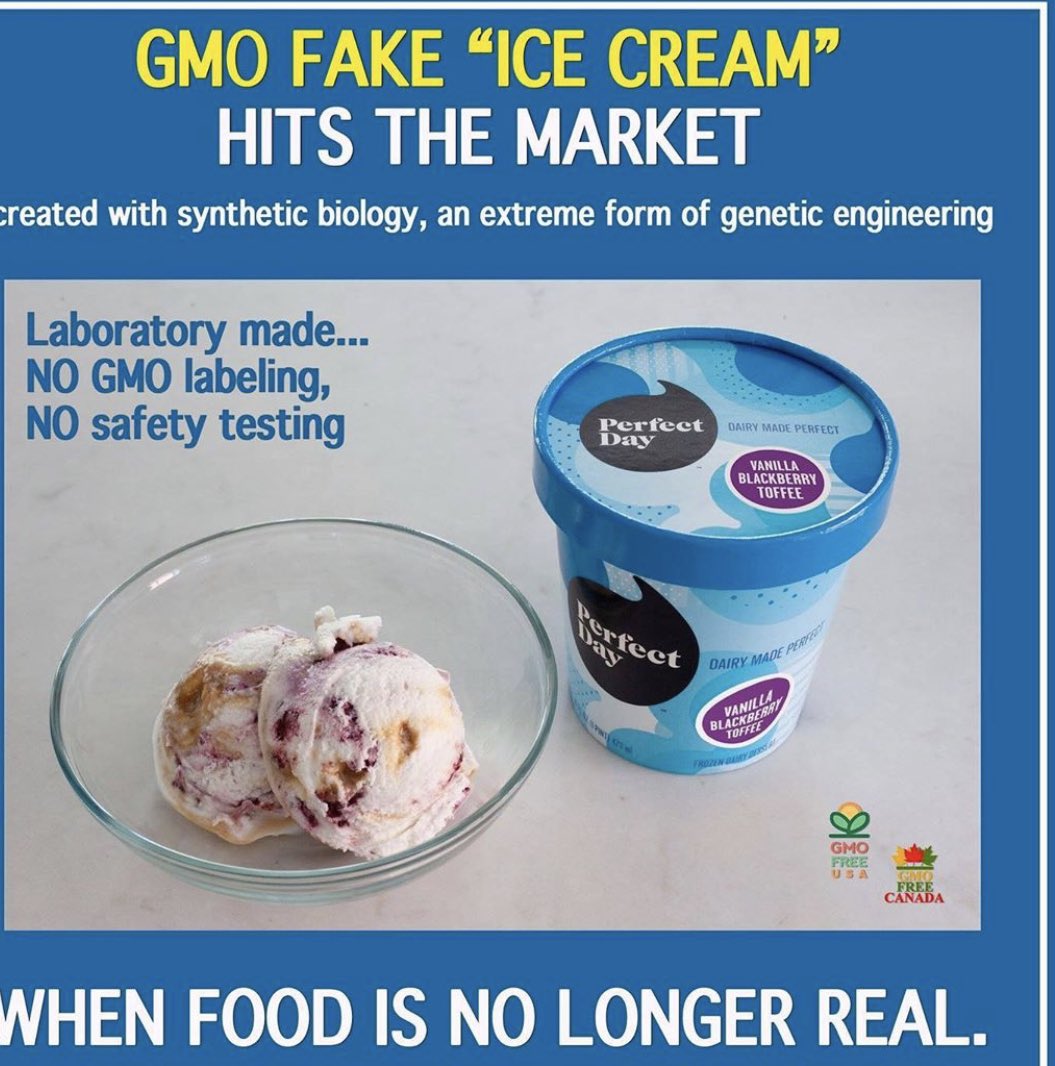 GMO FAKE “ICE CREAM”
HITS THE MARKET
created with synthetic biology, an extreme form of genetic engineering
Laboratory made...
NO GMO labeling,
NO safety testing
Perfect
Day
DAIRY MADE PERFECT
VANILLA
BLACKBERRY
TOFFEE
Perfect
Day
DAIRY MADE PERFECT
VANILLA
BLACKBERRY
TOFFEE
FROZEN DAIRY
GMO
FREE
USA
GMO
FREE
CANADA
WHEN FOOD IS NO LONGER REAL.